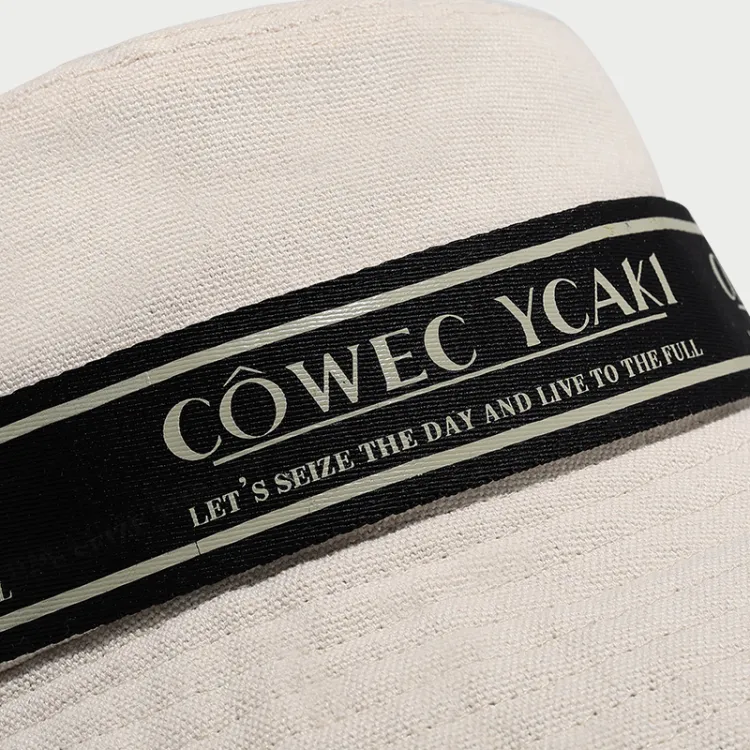 CÔWEC YCAKI
LET'S SEIZE THE DAY AND LIVE TO THE FULL